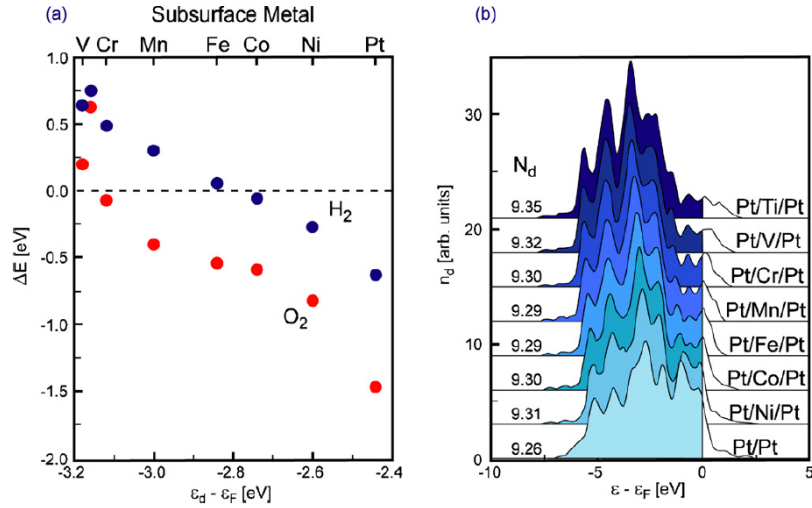 (a)
Subsurface Metal
V Cr Mn Fe Co Ni Pt
1.0
0.5
0.0
-0.5
-1.0
-1.5
-2.0
ΔE [eV]
H2
O2
-3.2 -3.0 -2.8 -2.6 -2.4
εd - εF [eV]
(b)
30
20
10
0
nd [arb. units]
Nd
9.35 Pt/Ti/Pt
9.32 Pt/V/Pt
9.30 Pt/Cr/Pt
9.29 Pt/Mn/Pt
9.29 Pt/Fe/Pt
9.30 Pt/Co/Pt
9.31 Pt/Ni/Pt
9.26 Pt/Pt
-10 -5 0 5
ε - εF [eV]